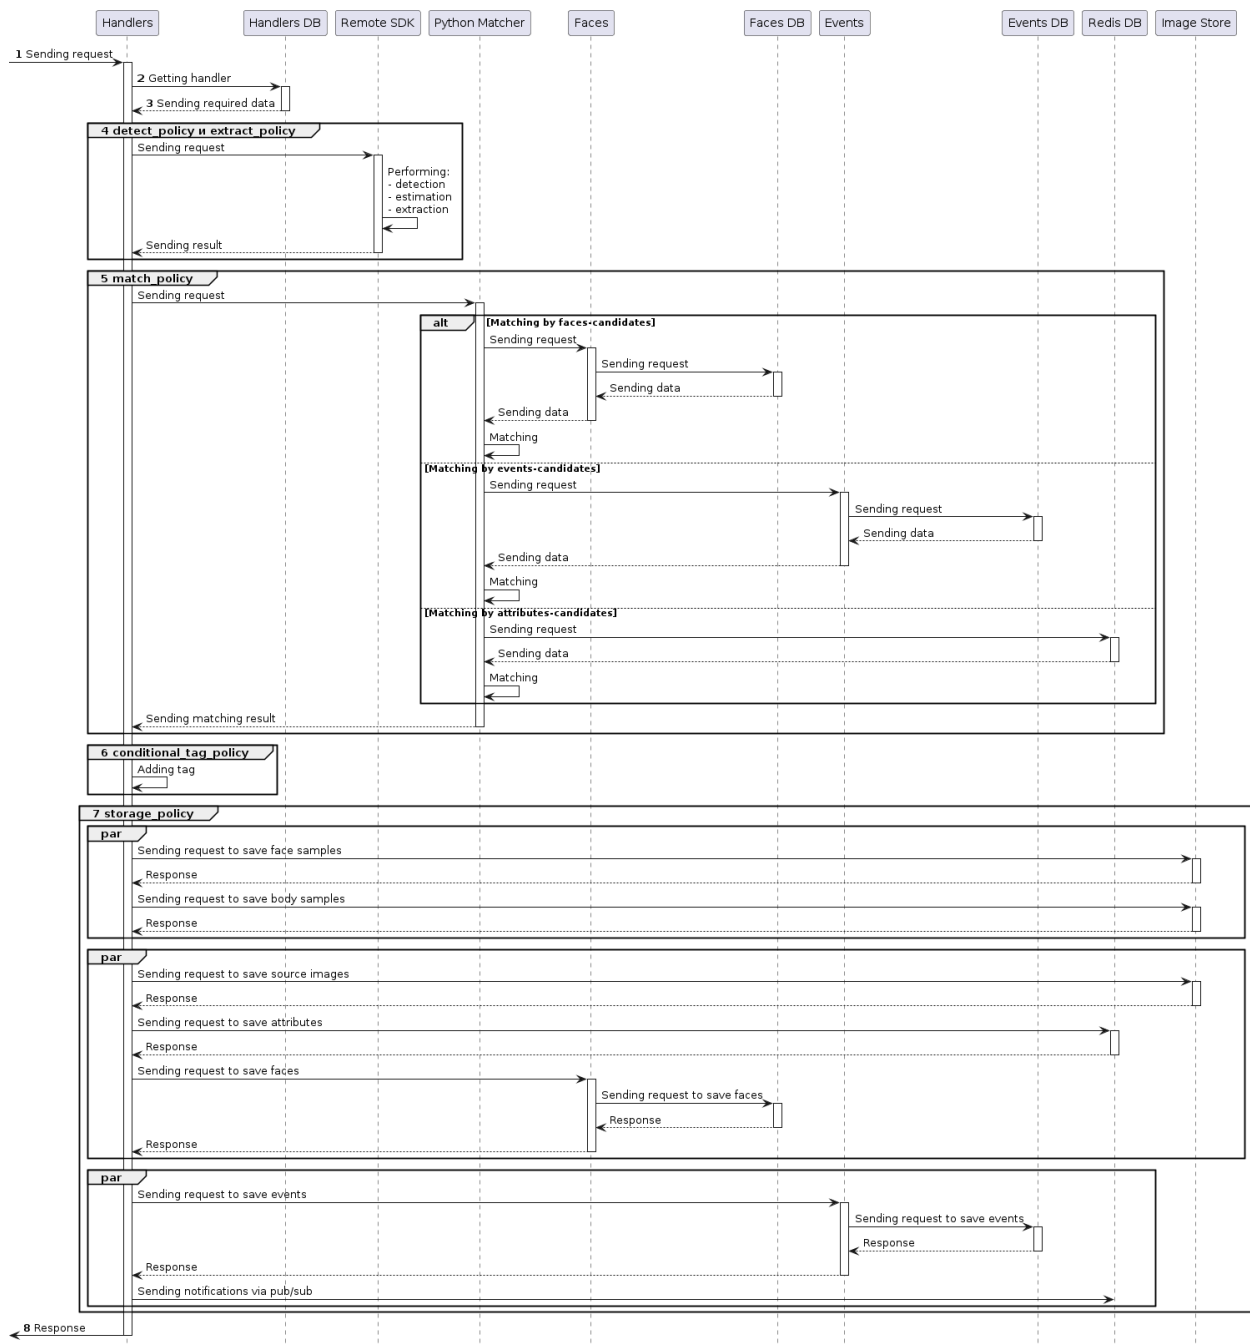 Handlers
Handlers DB
Remote SDK
Python Matcher
Faces
Faces DB
Events
Events DB
Redis DB
Image Store
1 Sending request
2 Getting handler
3 Sending required data
4 detect_policy и extract_policy
Sending request
Performing:
- detection
- estimation
- extraction
Sending result
5 match_policy
Sending request
alt [Matching by faces-candidates]
Sending request
Sending request
Sending data
Sending data
Matching
[Matching by events-candidates]
Sending request
Sending request
Sending data
Sending data
Matching
[Matching by attributes-candidates]
Sending request
Sending data
Matching
Sending matching result
6 conditional_tag_policy
Adding tag
7 storage_policy
par
Sending request to save face samples
Response
Sending request to save body samples
Response
par
Sending request to save source images
Response
Sending request to save attributes
Response
Sending request to save faces
Sending request to save faces
Response
Response
par
Sending request to save events
Sending request to save events
Response
Response
Sending notifications via pub/sub
8 Response